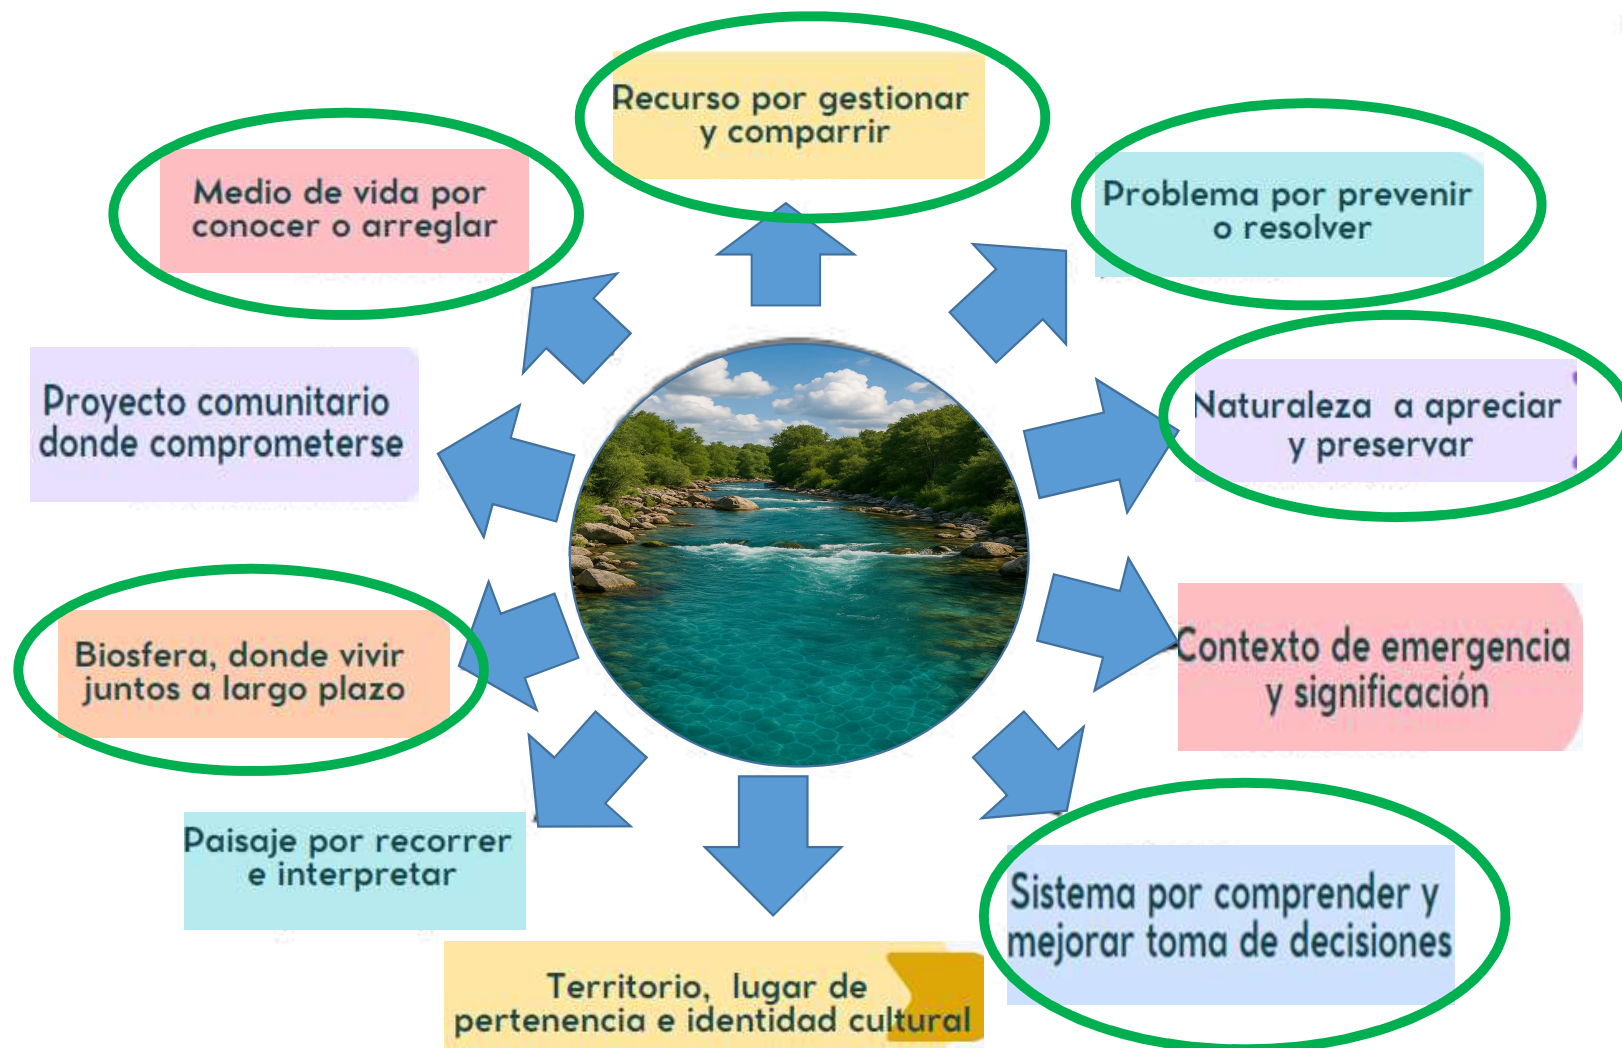 Recurso por gestionar
y comparrir
Medio de vida por
conocer o arreglar
Problema por prevenir
o resolver
Proyecto comunitario
donde comprometerse
Naturaleza a apreciar
y preservar
Biosfera, donde vivir
juntos a largo plazo
Contexto de emergencia
y significación
Paisaje por recorrer
e interpretar
Sistema por comprender y
mejorar toma de decisiones
Territorio, lugar de
pertenencia e identidad cultural